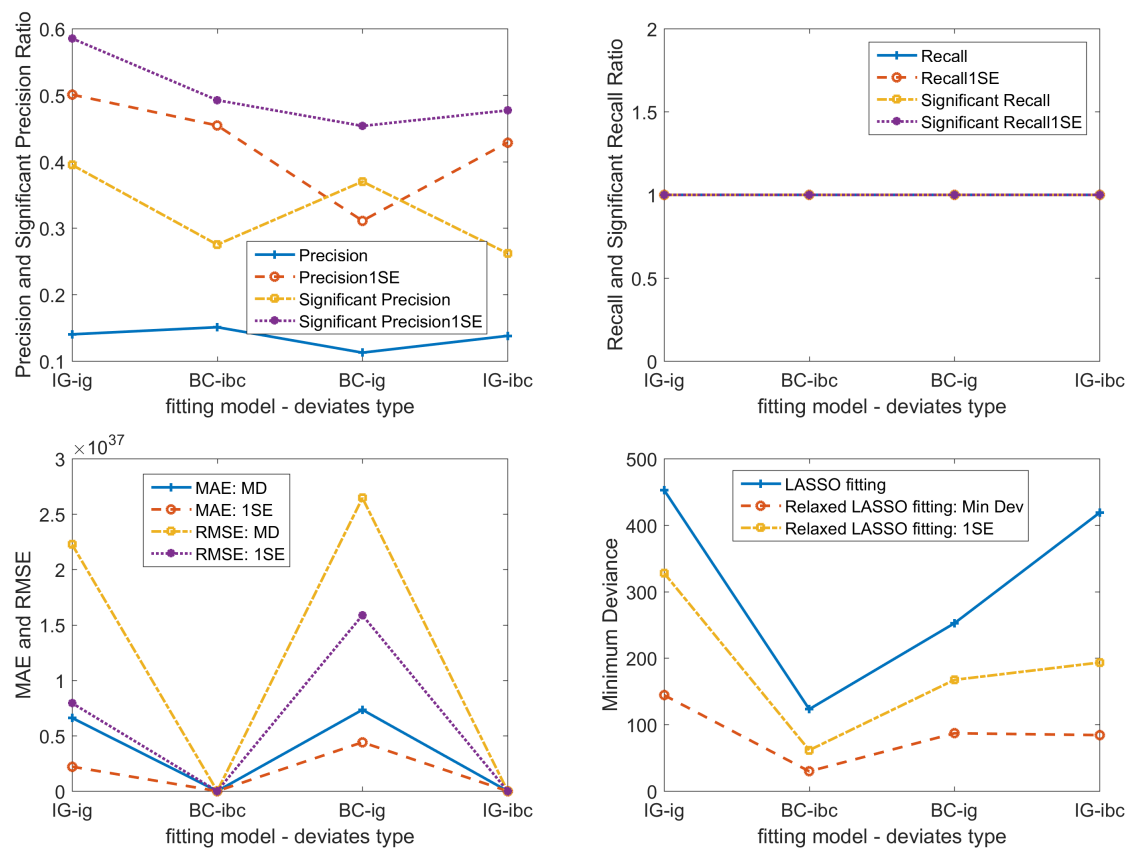 Precision and Significant Precision Ratio
0.6
0.5
0.4
0.3
0.2
0.1
Precision
Precision1SE
Significant Precision
Significant Precision1SE
IG-ig BC-ibc BC-ig IG-ibc
fitting model - deviates type
Recall and Significant Recall Ratio
2
1.5
1
0.5
0
Recall
Recall1SE
Significant Recall
Significant Recall1SE
IG-ig BC-ibc BC-ig IG-ibc
fitting model - deviates type
MAE and RMSE
×10^37
3
2.5
2
1.5
1
0.5
0
MAE: MD
MAE: 1SE
RMSE: MD
RMSE: 1SE
IG-ig BC-ibc BC-ig IG-ibc
fitting model - deviates type
Minimum Deviance
500
400
300
200
100
0
LASSO fitting
Relaxed LASSO fitting: Min Dev
Relaxed LASSO fitting: 1SE
IG-ig BC-ibc BC-ig IG-ibc
fitting model - deviates type